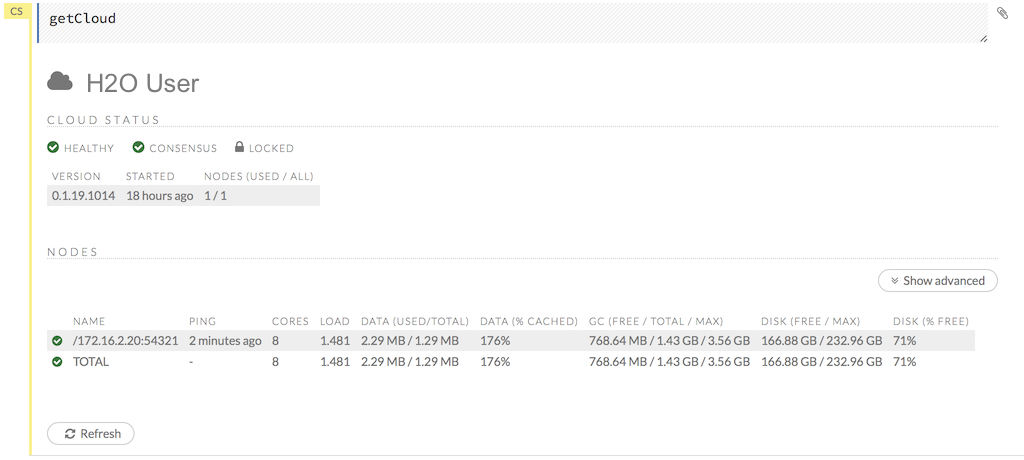 CS
getCloud
H2O User
CLOUD STATUS
HEALTHY CONSENSUS LOCKED
VERSION STARTED NODES (USED / ALL)
0.1.19.1014 18 hours ago 1 / 1
NODES
Show advanced
NAME PING CORES LOAD DATA (USED/TOTAL) DATA (% CACHED) GC (FREE / TOTAL / MAX) DISK (FREE / MAX) DISK (% FREE)
/172.16.2.20:54321 2 minutes ago 8 1.481 2.29 MB / 1.29 MB 176% 768.64 MB / 1.43 GB / 3.56 GB 166.88 GB / 232.96 GB 71%
TOTAL - 8 1.481 2.29 MB / 1.29 MB 176% 768.64 MB / 1.43 GB / 3.56 GB 166.88 GB / 232.96 GB 71%
Refresh